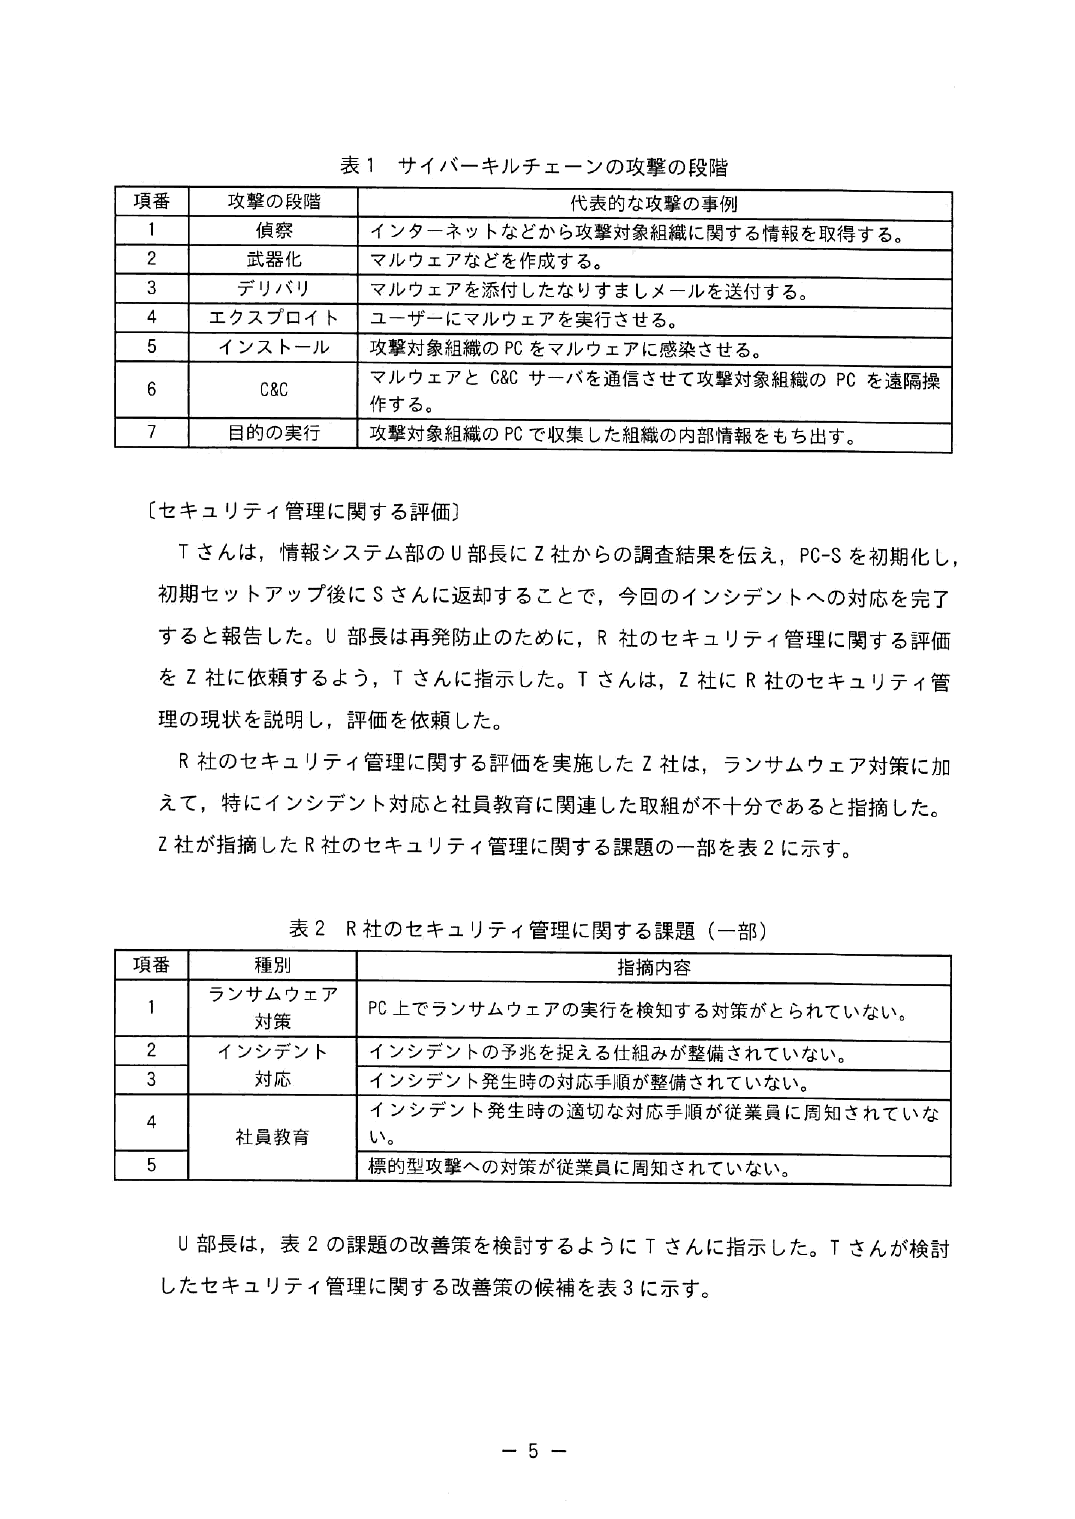 表1 サイバーキルチェーンの攻撃の段階
項番 攻撃の段階 代表的な攻撃の事例
1 偵察 インターネットなどから攻撃対象組織に関する情報を取得する。
2 武器化 マルウェアなどを作成する。
3 デリバリ マルウェアを添付したなりすましメールを送付する。
4 エクスプロイト ユーザーにマルウェアを実行させる。
5 インストール 攻撃対象組織の PC をマルウェアに感染させる。
6 C&C マルウェアと C&C サーバを通信させて攻撃対象組織の PC を遠隔操
作する。
7 目的の実行 攻撃対象組織の PC で収集した組織の内部情報をもち出す。
〔セキュリティ管理に関する評価〕
T さんは，情報システム部の U 部長に Z 社からの調査結果を伝え，PC-S を初期化し，
初期セットアップ後に S さんに返却することで，今回のインシデントへの対応を完了
すると報告した。U 部長は再発防止のために，R 社のセキュリティ管理に関する評価
を Z 社に依頼するよう，T さんに指示した。T さんは，Z 社に R 社のセキュリティ管
理の現状を説明し，評価を依頼した。
R 社のセキュリティ管理に関する評価を実施した Z 社は，ランサムウェア対策に加
えて，特にインシデント対応と社員教育に関連した取組が不十分であると指摘した。
Z 社が指摘した R 社のセキュリティ管理に関する課題の一部を表 2 に示す。
表2 R 社のセキュリティ管理に関する課題（一部）
項番 種別 指摘内容
1 ランサムウェア
対策 PC 上でランサムウェアの実行を検知する対策がとられていない。
2 インシデント インシデントの予兆を捉える仕組みが整備されていない。
3 対応 インシデント発生時の対応手順が整備されていない。
4 社員教育 インシデント発生時の適切な対応手順が従業員に周知されていな
い。
5 標的型攻撃への対策が従業員に周知されていない。
U 部長は，表 2 の課題の改善策を検討するように T さんに指示した。T さんが検討
したセキュリティ管理に関する改善策の候補を表 3 に示す。
－ 5 －